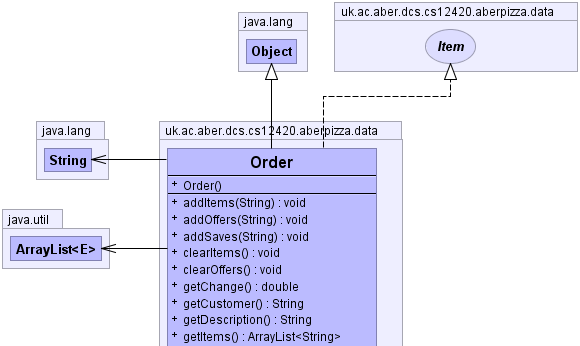 java.lang
Object
uk.ac.aber.dcs.cs12420.aberpizza.data
Item
java.lang
String
java.util
ArrayList<E>
uk.ac.aber.dcs.cs12420.aberpizza.data
Order
+ Order()
+ addItems(String) : void
+ addOffers(String) : void
+ addSaves(String) : void
+ clearItems() : void
+ clearOffers() : void
+ getChange() : double
+ getCustomer() : String
+ getDescription() : String
+ getItems() : ArrayList<String>